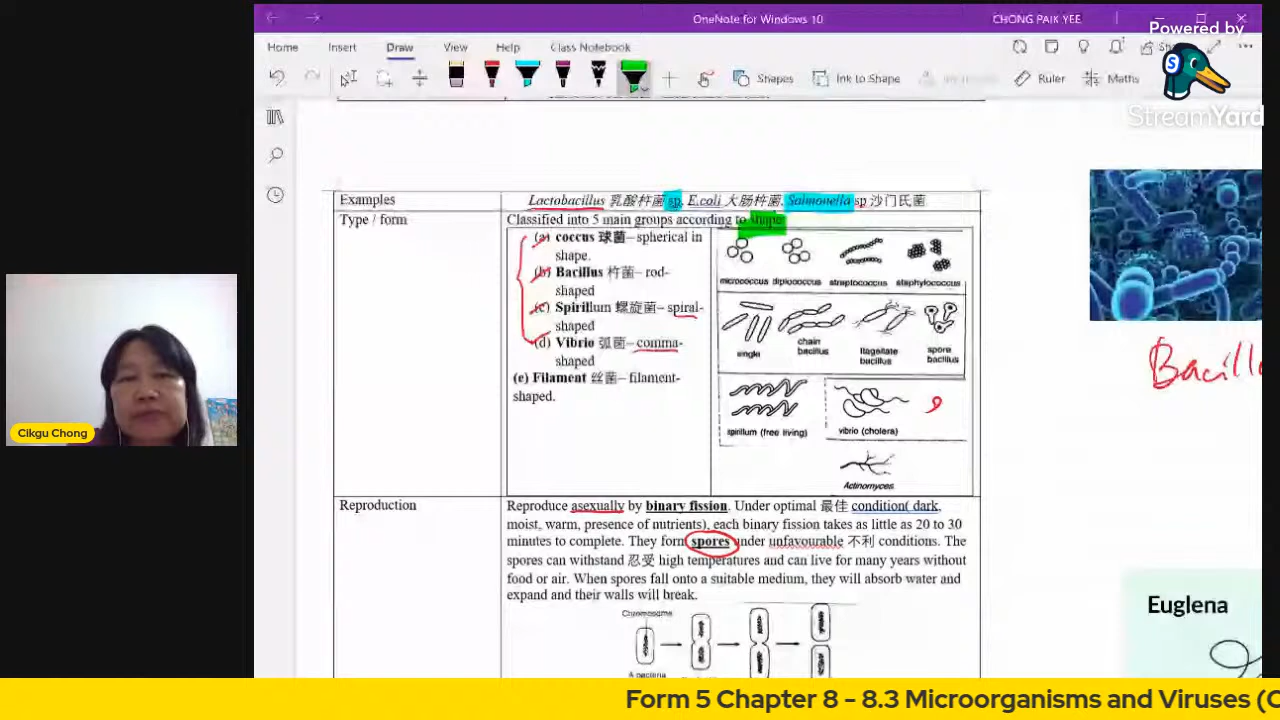 OneNote for Windows 10
CHONG PAIK YEE
Powered by
StreamYard
Home Insert Draw View Help Class Notebook
Shapes Ink to Shape Ruler Maths
Examples
Lactobacillus 乳酸杵菌 sp, E.coli 大肠杵菌, Salmonella sp 沙门氏菌
Type / form
Classified into 5 main groups according to shape
(a) coccus 球菌– spherical in
shape.
(b) Bacillus 杵菌– rod-
shaped
(c) Spirillum 螺旋菌– spiral-
shaped
(d) Vibrio 弧菌– comma-
shaped
(e) Filament 丝菌– filament-
shaped.
micrococcus diplococcus streptococcus staphylococcus
single
chain
bacillus
flagellate
bacillus
spore
bacillus
spirillum (free living)
vibrio (cholera)
Actinomyces
Bacill
Reproduction
Reproduce asexually by binary fission. Under optimal 最佳 condition( dark,
moist, warm, presence of nutrients), each binary fission takes as little as 20 to 30
minutes to complete. They form spores under unfavourable 不利 conditions. The
spores can withstand 忍受 high temperatures and can live for many years without
food or air. When spores fall onto a suitable medium, they will absorb water and
expand and their walls will break.
Chromosome
A bacteria
Euglena
Cikgu Chong
Form 5 Chapter 8 - 8.3 Microorganisms and Viruses (